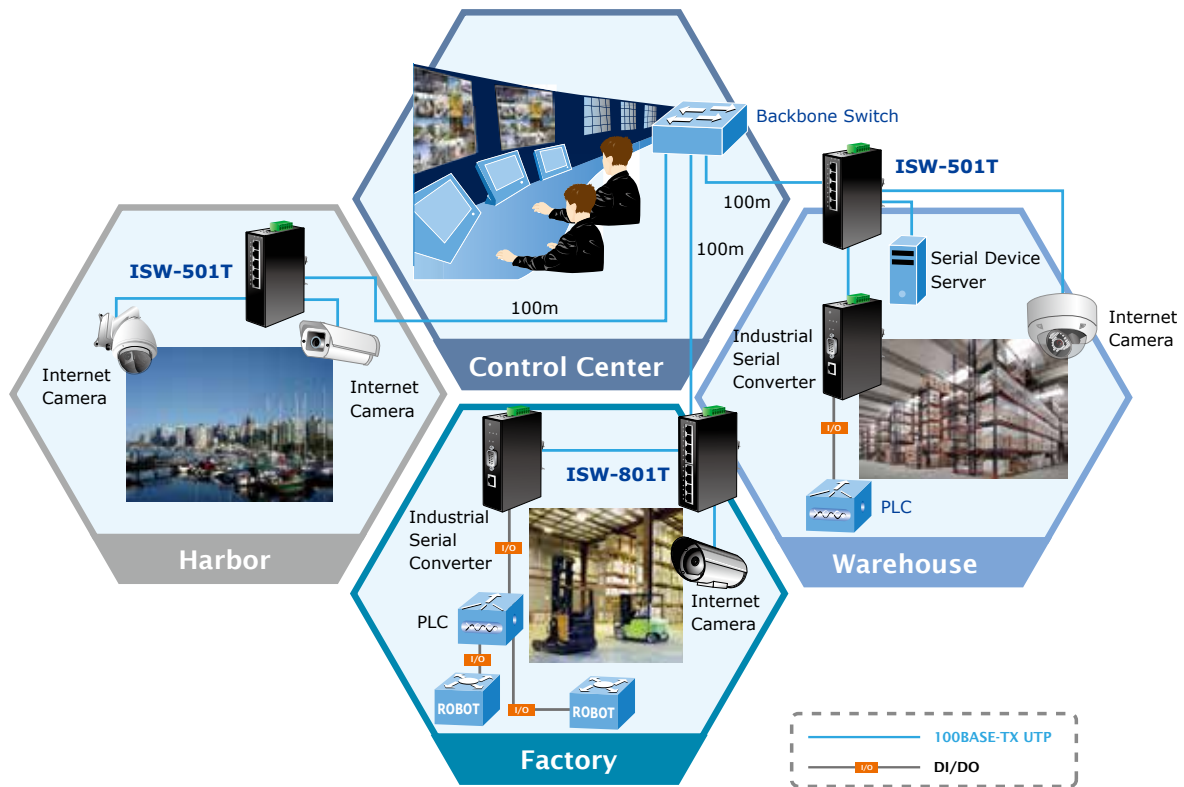 Backbone Switch
ISW-501T
100m
100m
Serial Device
Server
ISW-501T
100m
Industrial
Serial
Converter
Internet
Camera
Internet
Camera
Internet
Camera
Control Center
I/O
ISW-801T
PLC
Industrial
Serial
Converter
I/O
Harbor
Warehouse
Internet
Camera
PLC
I/O
ROBOT
I/O
ROBOT
Factory
100BASE-TX UTP
I/O
DI/DO